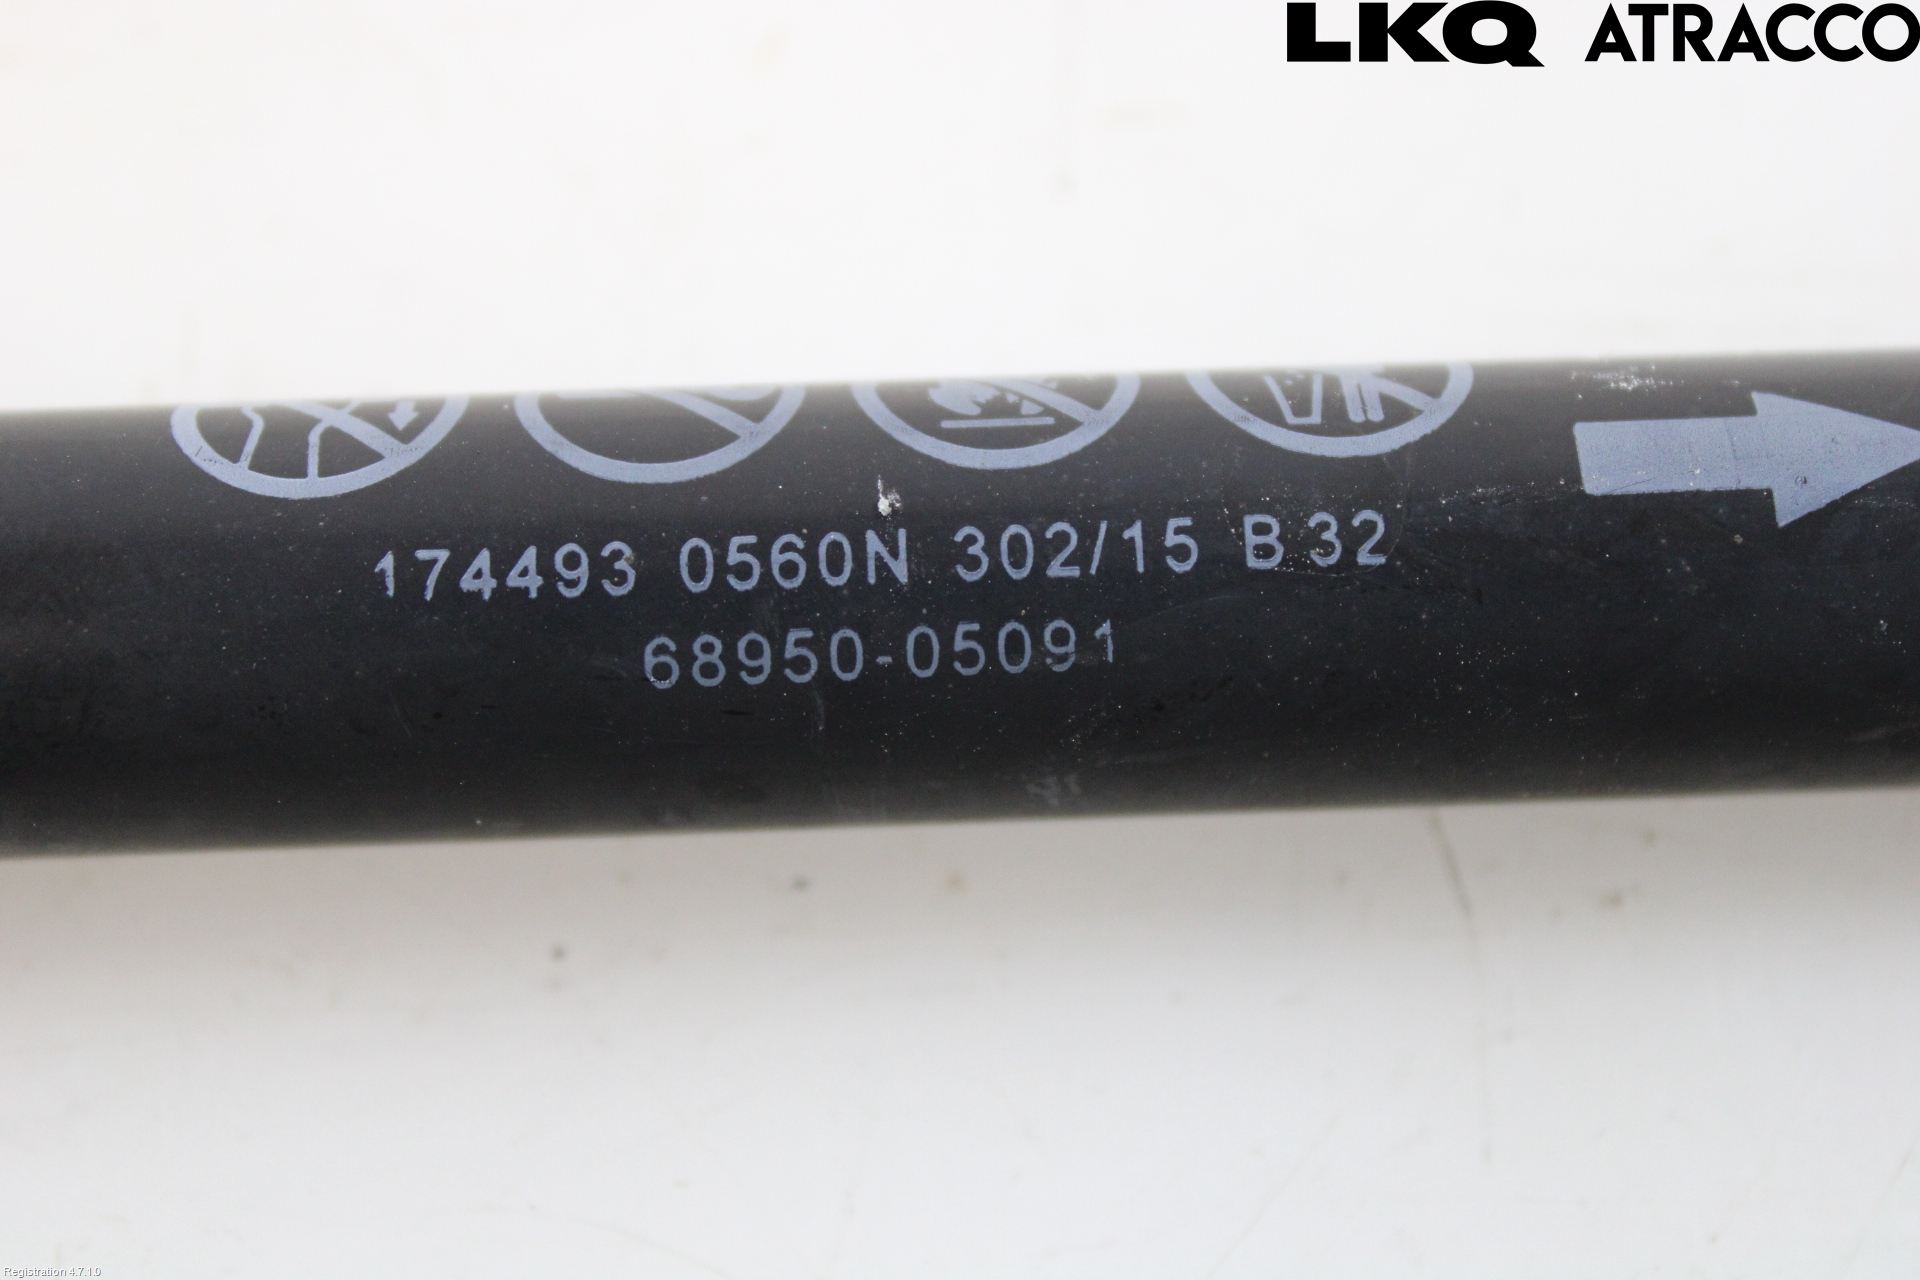 LKQ ATRACCO
174493 0560N 302/15 B 32
68950-05091
Registration 4.7.1.0